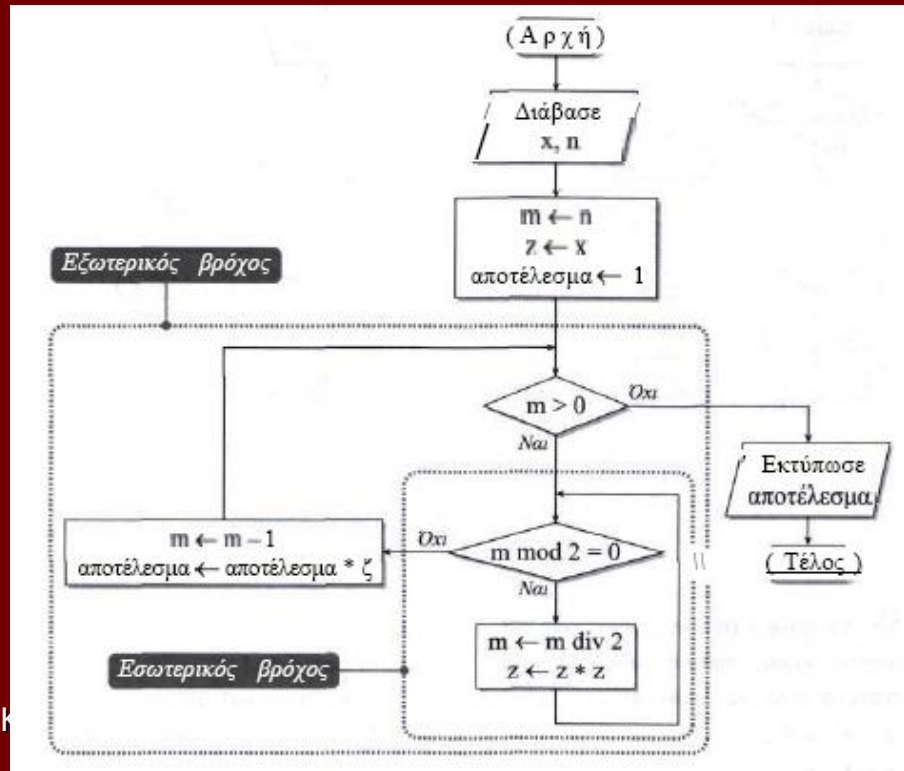 (Αρχή)
Διάβασε
x, n
m ← n
z ← x
αποτέλεσμα ← 1
Εξωτερικός βρόχος
m > 0
Όχι
Ναι
Εκτύπωσε
αποτέλεσμα
(Τέλος)
m ← m – 1
αποτέλεσμα ← αποτέλεσμα * ζ
Όχι
m mod 2 = 0
Ναι
m ← m div 2
z ← z * z
Εσωτερικός βρόχος